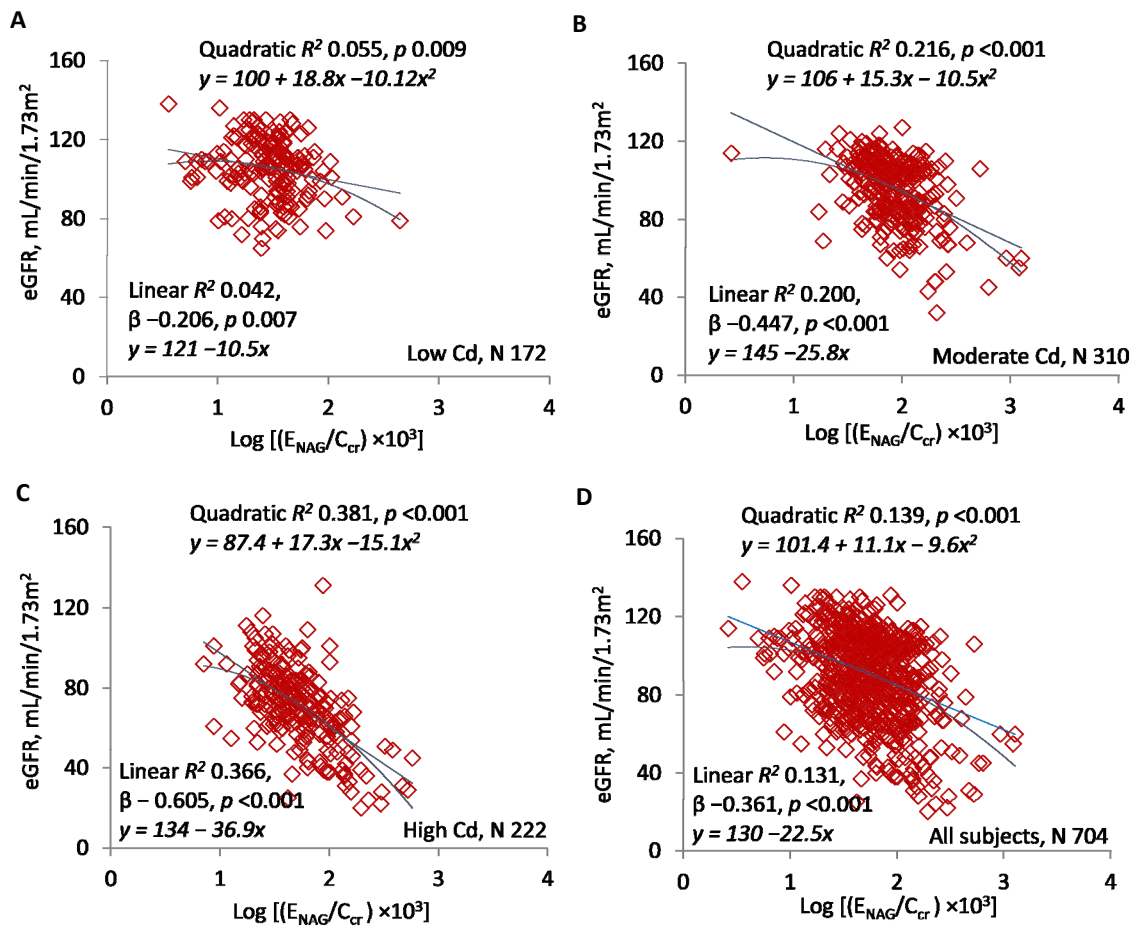 A
Quadratic R² 0.055, p 0.009
y = 100 + 18.8x −10.12x²
160
120
80
40
0
eGFR, mL/min/1.73m²
Linear R² 0.042,
β −0.206, p 0.007
y = 121 −10.5x
Low Cd, N 172
0 1 2 3 4
Log [(E_NAG/C_cr) ×10³]
B
Quadratic R² 0.216, p <0.001
y = 106 + 15.3x − 10.5x²
160
120
80
40
0
eGFR, mL/min/1.73m²
Linear R² 0.200,
β −0.447, p <0.001
y = 145 −25.8x
Moderate Cd, N 310
0 1 2 3 4
Log [(E_NAG/C_cr) ×10³]
C
Quadratic R² 0.381, p <0.001
y = 87.4 + 17.3x −15.1x²
160
120
80
40
0
eGFR, mL/min/1.73m²
Linear R² 0.366,
β − 0.605, p <0.001
y = 134 − 36.9x
High Cd, N 222
0 1 2 3 4
Log [(E_NAG/C_cr) ×10³]
D
Quadratic R² 0.139, p <0.001
y = 101.4 + 11.1x − 9.6x²
160
120
80
40
0
eGFR, mL/min/1.73m²
Linear R² 0.131,
β −0.361, p <0.001
y = 130 −22.5x
All subjects, N 704
0 1 2 3 4
Log [(E_NAG/C_cr) ×10³]